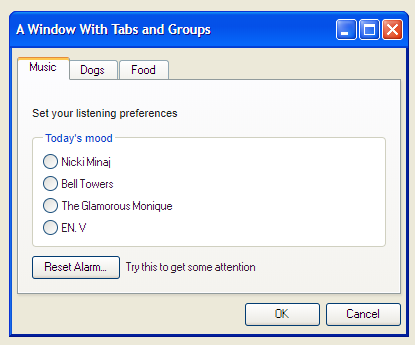 A Window With Tabs and Groups
Music Dogs Food
Set your listening preferences
Today's mood
Nicki Minaj
Bell Towers
The Glamorous Monique
EN. V
Reset Alarm... Try this to get some attention
OK Cancel